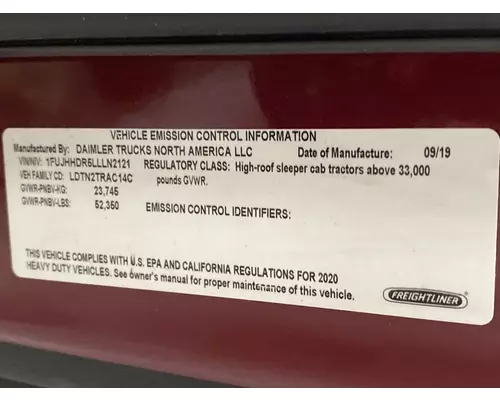 VEHICLE EMISSION CONTROL INFORMATION
Manufactured By: DAIMLER TRUCKS NORTH AMERICA LLC Date of Manufacture: 09/19
VIN/NIV: 1FUJHHDR6LLLN2121 REGULATORY CLASS: High-roof sleeper cab tractors above 33,000
VEH FAMILY CD: LDTN2TRAC14C pounds GVWR.
GVWR-PNBV-KG: 23,745
GVWR-PNBV-LBS: 52,350 EMISSION CONTROL IDENTIFIERS:
THIS VEHICLE COMPLIES WITH U.S. EPA AND CALIFORNIA REGULATIONS FOR 2020
HEAVY DUTY VEHICLES. See owner's manual for proper maintenance of this vehicle.
FREIGHTLINER